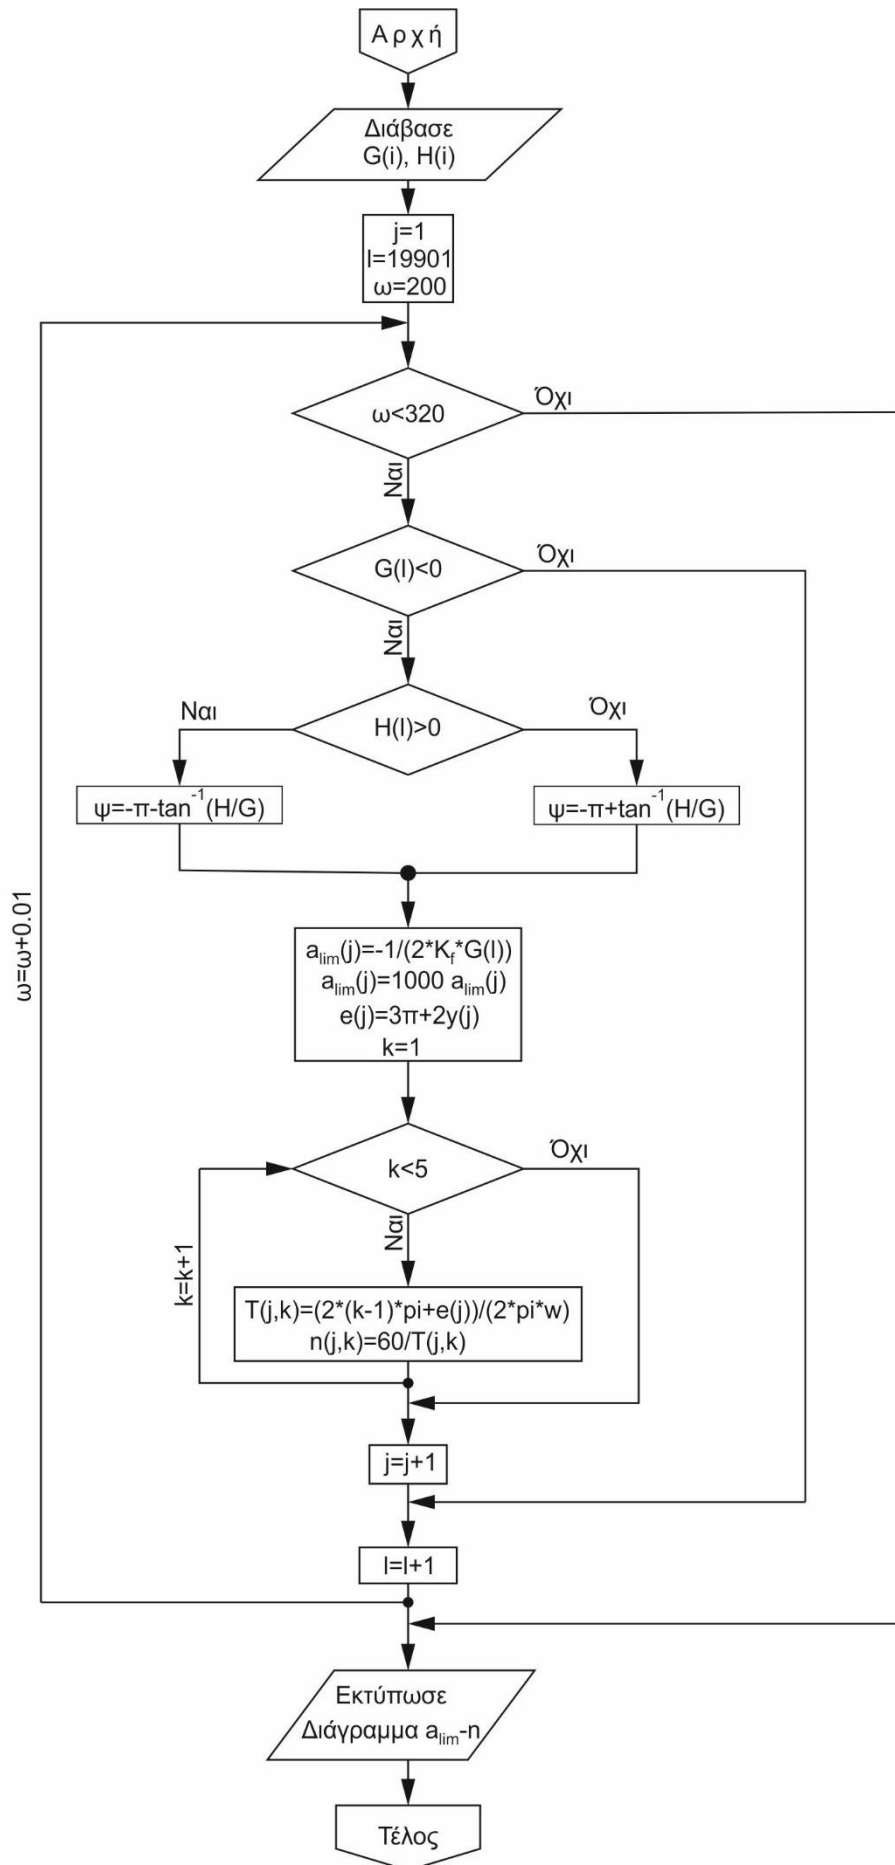 Αρχή
Διάβασε
G(i), H(i)
j=1
l=19901
ω=200
ω<320
Όχι
Ναι
G(l)<0
Όχι
Ναι
H(l)>0
Ναι
Όχι
ψ=-π-tan⁻¹(H/G)
ψ=-π+tan⁻¹(H/G)
ω=ω+0.01
a_lim(j)=-1/(2*K_f*G(l))
a_lim(j)=1000 a_lim(j)
e(j)=3π+2y(j)
k=1
k<5
Όχι
Ναι
k=k+1
T(j,k)=(2*(k-1)*pi+e(j))/(2*pi*w)
n(j,k)=60/T(j,k)
j=j+1
l=l+1
Εκτύπωσε
Διάγραμμα a_lim-n
Τέλος